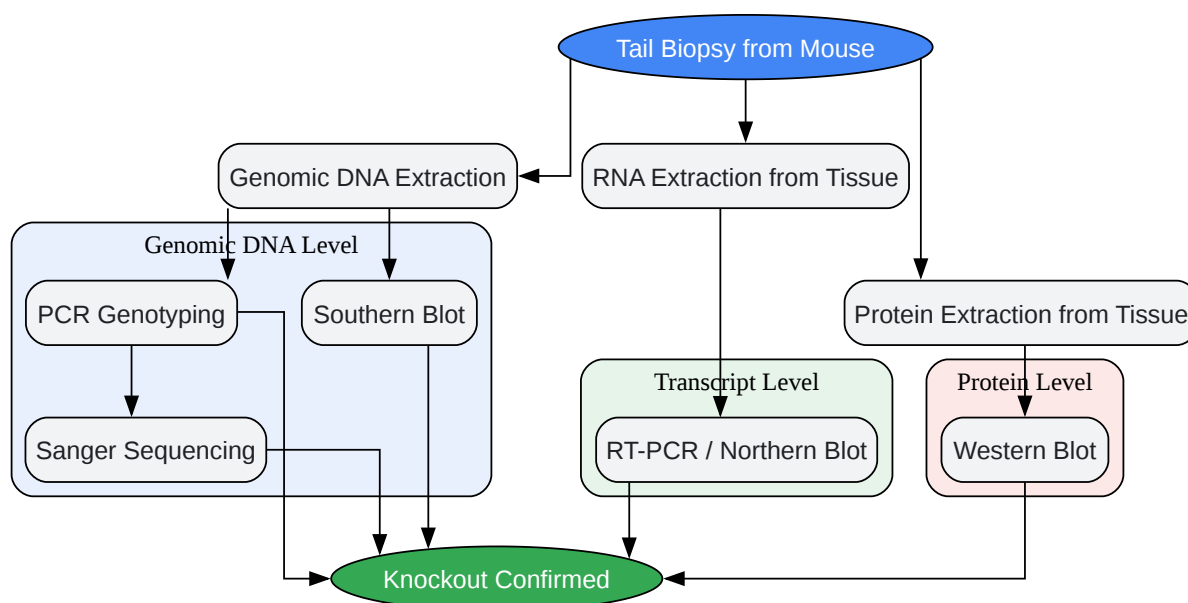 Tail Biopsy from Mouse
Genomic DNA Extraction
RNA Extraction from Tissue
Genomic DNA Level
PCR Genotyping
Southern Blot
Protein Extraction from Tissue
Transcript Level
Protein Level
Sanger Sequencing
RT-PCR / Northern Blot
Western Blot
Knockout Confirmed